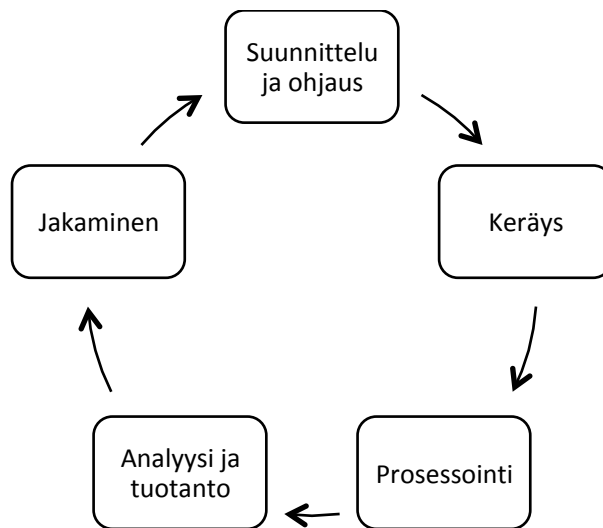 Suunnittelu
ja ohjaus
Keräys
Prosessointi
Analyysi ja
tuotanto
Jakaminen